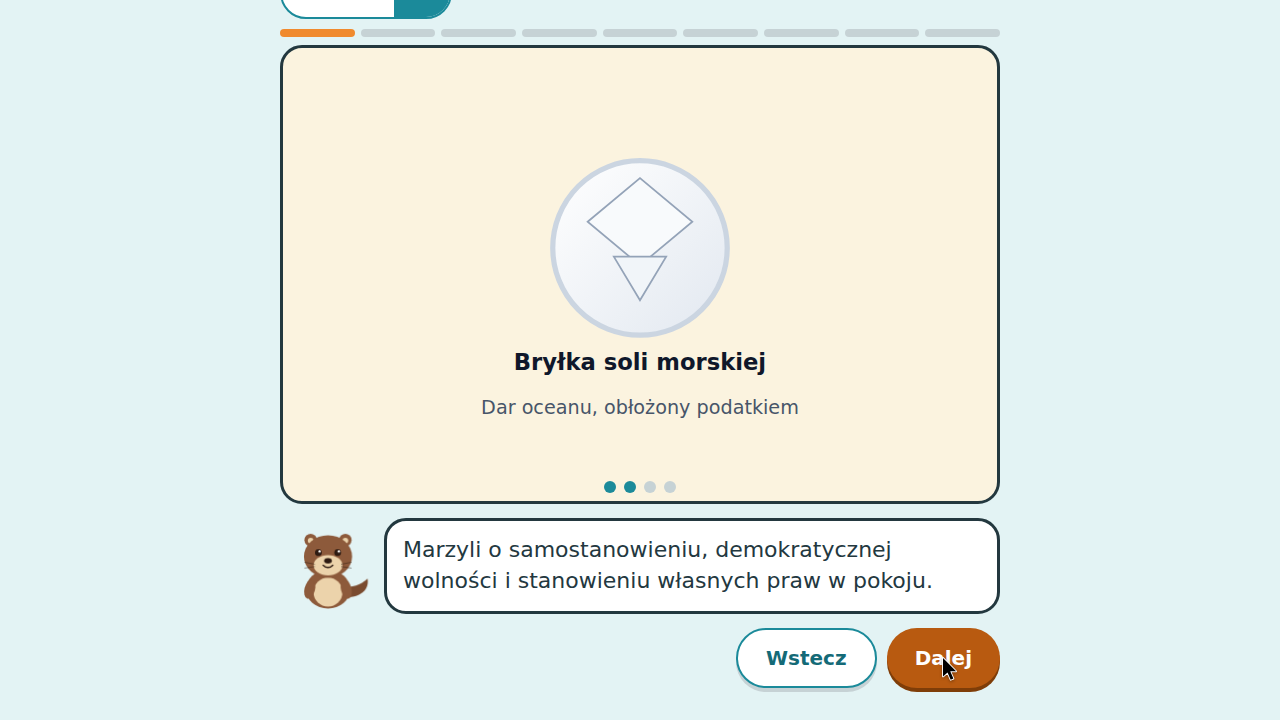 Bryłka soli morskiej
Dar oceanu, obłożony podatkiem
Marzyli o samostanowieniu, demokratycznej
wolności i stanowieniu własnych praw w pokoju.
Wstecz
Dalej